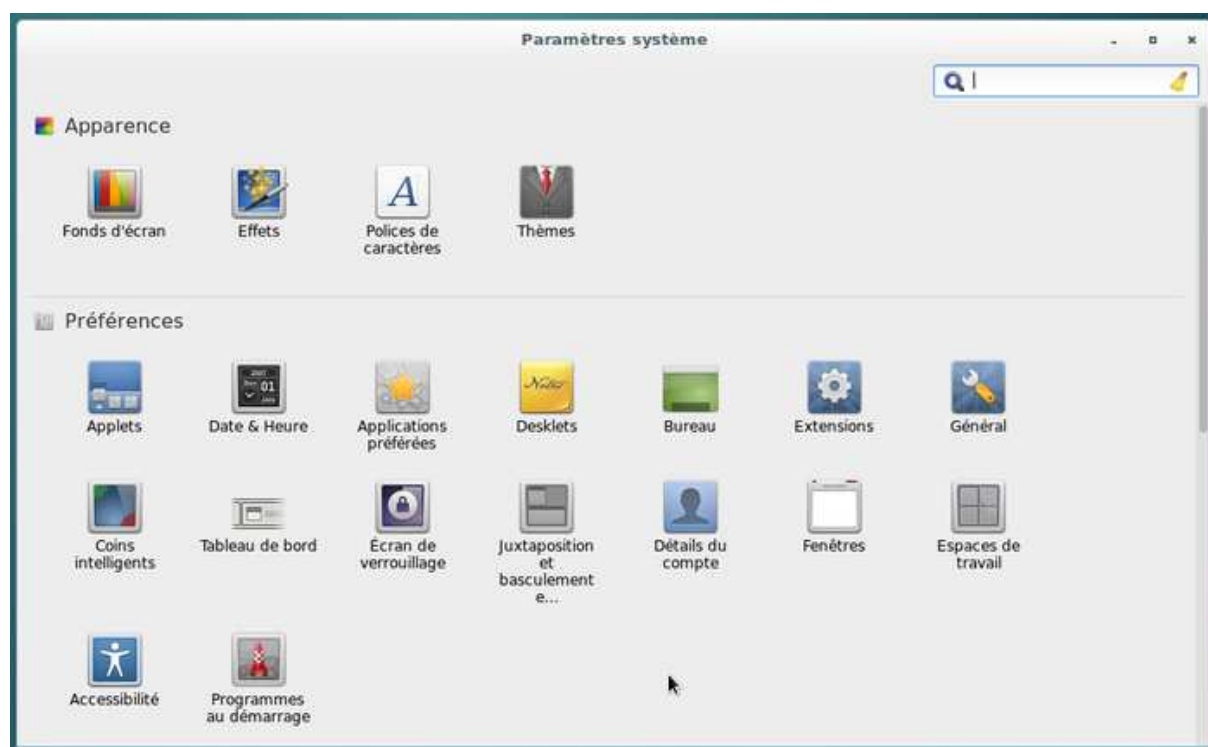 Paramètres système
Apparence
Fonds d'écran
Effets
Polices de
caractères
Thèmes
Préférences
Applets
Date & Heure
Applications
préférées
Desklets
Bureau
Extensions
Général
Coins
intelligents
Tableau de bord
Écran de
verrouillage
Juxtaposition
et
basculement
e...
Détails du
compte
Fenêtres
Espaces de
travail
Accessibilité
Programmes
au démarrage